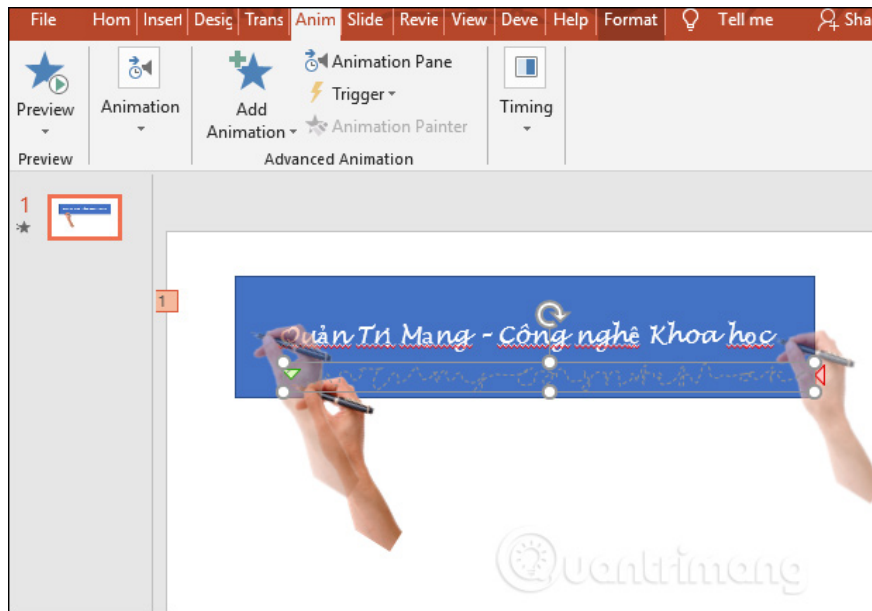 File Hom Insert Desig Trans Anim Slide Revie View Deve Help Format Tell me Sha
Preview
Animation
Add Animation
Animation Pane
Trigger
Animation Painter
Timing
Preview
Advanced Animation
1
1
Quản Trị Mạng - Công nghệ Khoa học
Quantrimang